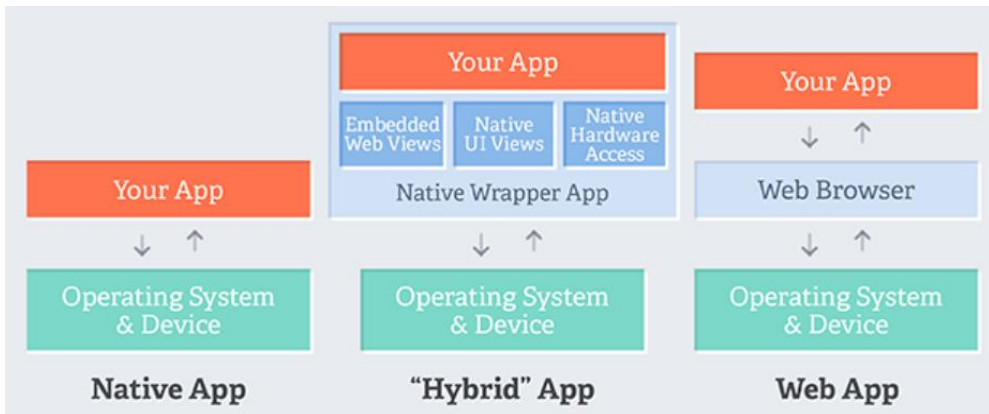 Your App
Operating System
& Device
Native App
Your App
Embedded
Web Views
Native
UI Views
Native
Hardware
Access
Native Wrapper App
Operating System
& Device
“Hybrid” App
Your App
Web Browser
Operating System
& Device
Web App